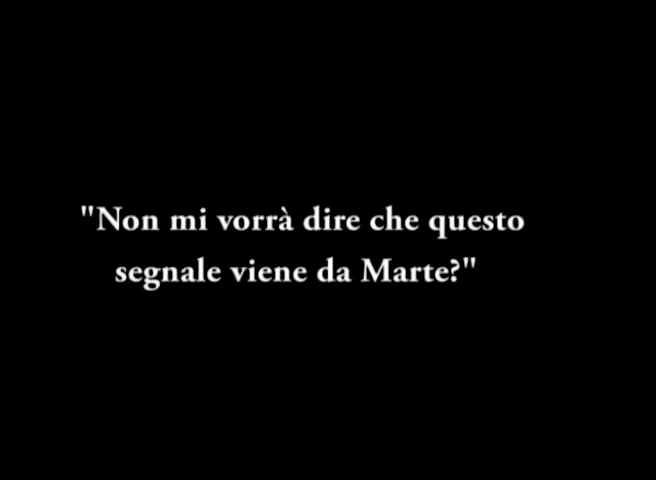 "Non mi vorrà dire che questo
segnale viene da Marte?"